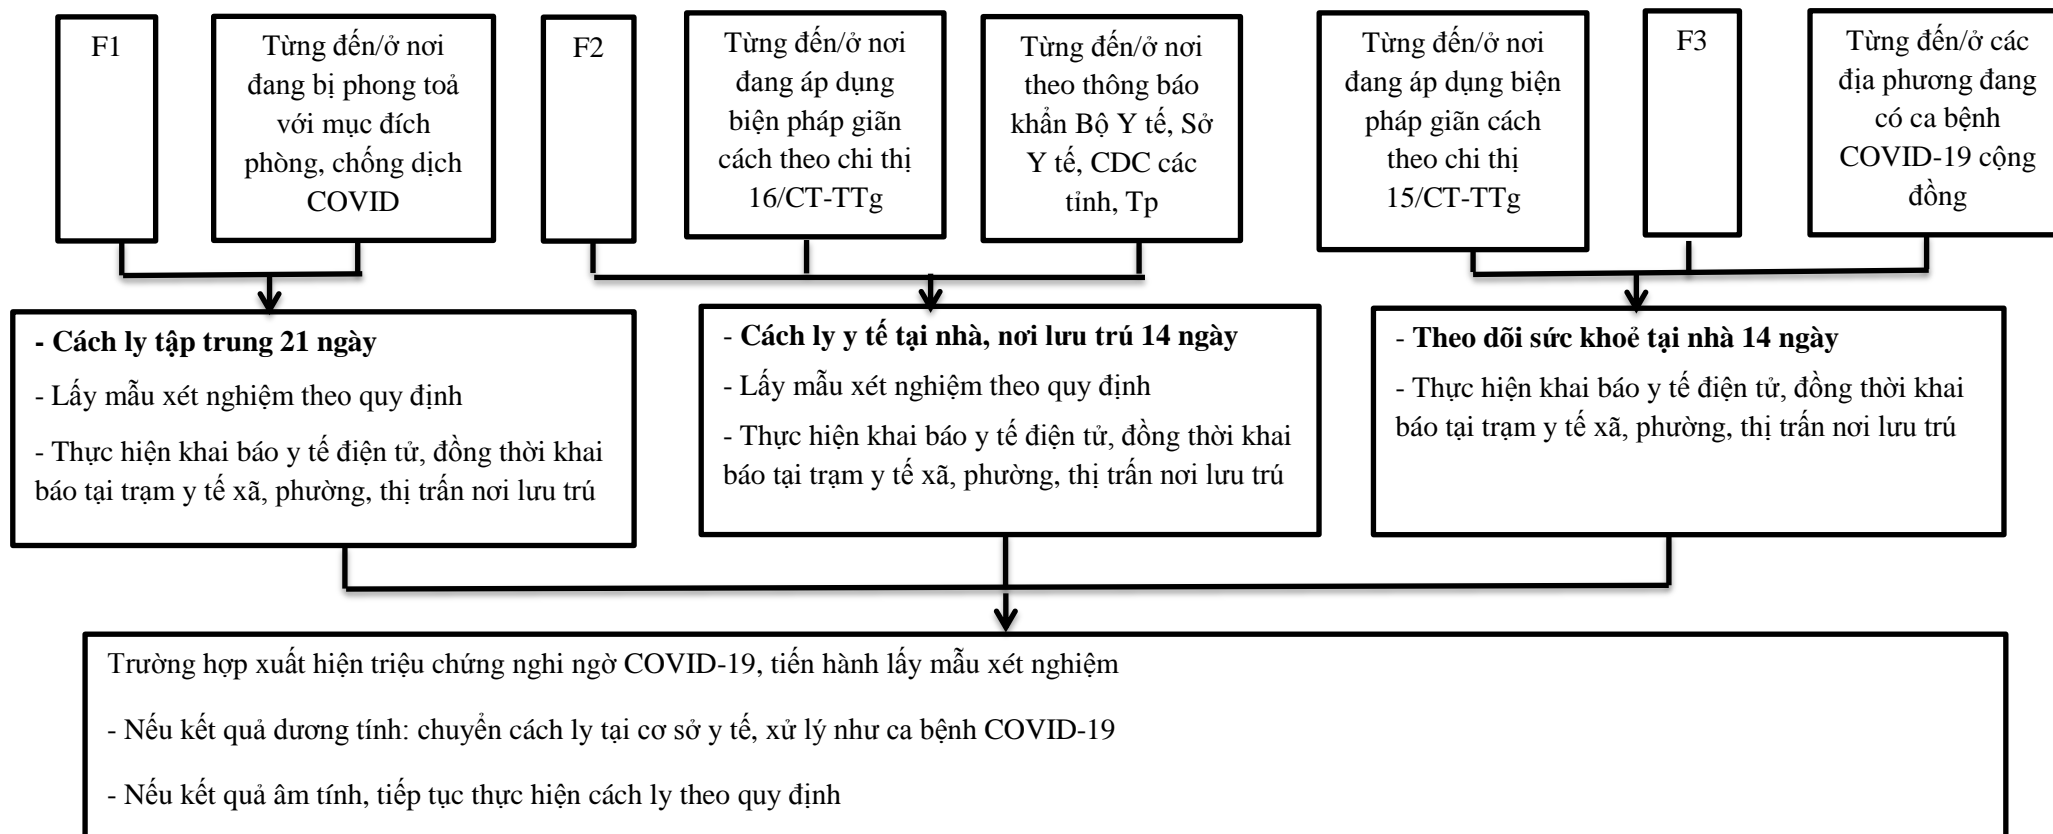 F1
Từng đến/ở nơi
đang bị phong toả
với mục đích
phòng, chống dịch
COVID
F2
Từng đến/ở nơi
đang áp dụng
biện pháp giãn
cách theo chi thị
16/CT-TTg
Từng đến/ở nơi
theo thông báo
khẩn Bộ Y tế, Sở
Y tế, CDC các
tỉnh, Tp
Từng đến/ở nơi
đang áp dụng biện
pháp giãn cách
theo chi thị
15/CT-TTg
F3
Từng đến/ở các
địa phương đang
có ca bệnh
COVID-19 cộng
đồng
- Cách ly tập trung 21 ngày
- Lấy mẫu xét nghiệm theo quy định
- Thực hiện khai báo y tế điện tử, đồng thời khai
báo tại trạm y tế xã, phường, thị trấn nơi lưu trú
- Cách ly y tế tại nhà, nơi lưu trú 14 ngày
- Lấy mẫu xét nghiệm theo quy định
- Thực hiện khai báo y tế điện tử, đồng thời khai
báo tại trạm y tế xã, phường, thị trấn nơi lưu trú
- Theo dõi sức khoẻ tại nhà 14 ngày
- Thực hiện khai báo y tế điện tử, đồng thời khai
báo tại trạm y tế xã, phường, thị trấn nơi lưu trú
Trường hợp xuất hiện triệu chứng nghi ngờ COVID-19, tiến hành lấy mẫu xét nghiệm
- Nếu kết quả dương tính: chuyển cách ly tại cơ sở y tế, xử lý như ca bệnh COVID-19
- Nếu kết quả âm tính, tiếp tục thực hiện cách ly theo quy định